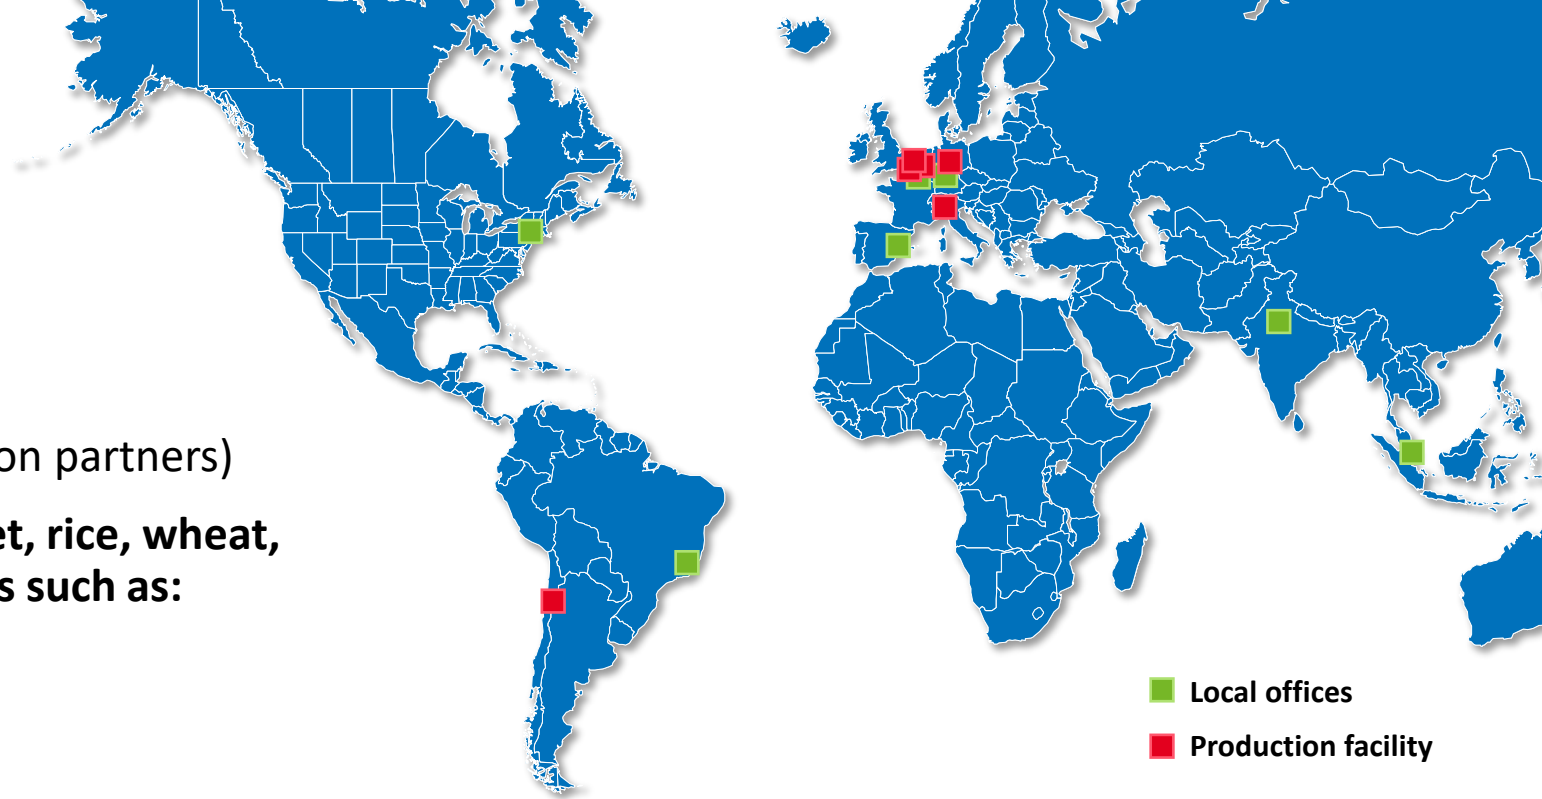 on partners)
et, rice, wheat,
s such as:
Local offices
Production facility